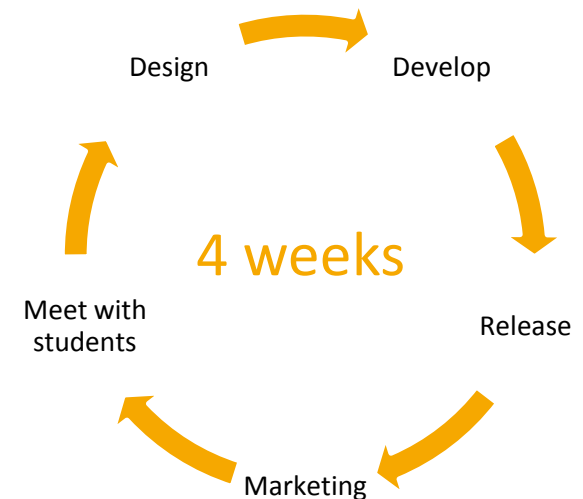 Design
Develop
4 weeks
Meet with
students
Release
Marketing